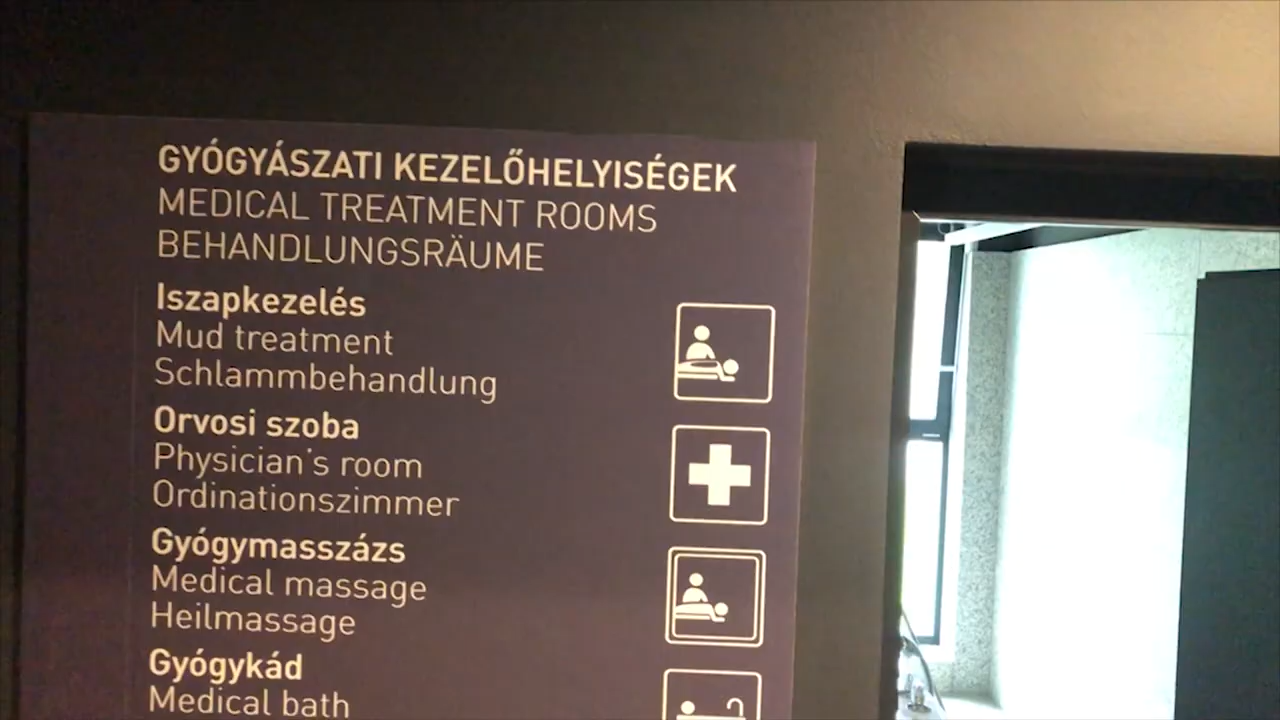 GYÓGYÁSZATI KEZELŐHELYISÉGEK
MEDICAL TREATMENT ROOMS
BEHANDLUNGSRÄUME
Iszapkezelés
Mud treatment
Schlammbehandlung
Orvosi szoba
Physician's room
Ordinationszimmer
Gyógymasszázs
Medical massage
Heilmassage
Gyógykád
Medical bath